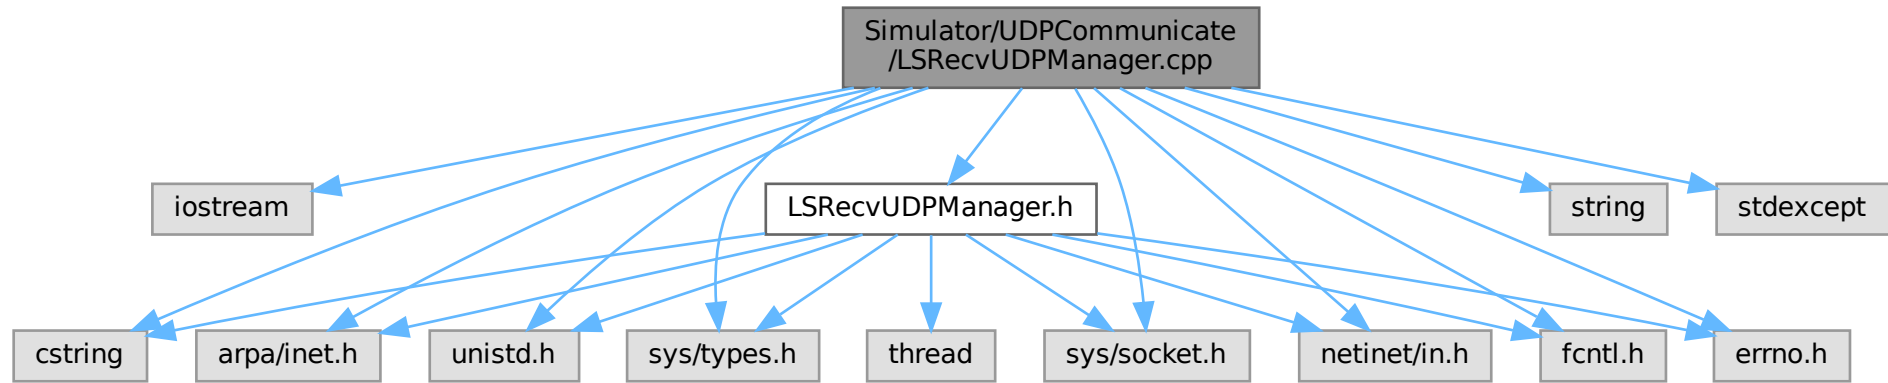 Simulator/UDPCommunicate
/LSRecvUDPManager.cpp
iostream
LSRecvUDPManager.h
string
stdexcept
cstring
arpa/inet.h
unistd.h
sys/types.h
thread
sys/socket.h
netinet/in.h
fcntl.h
errno.h